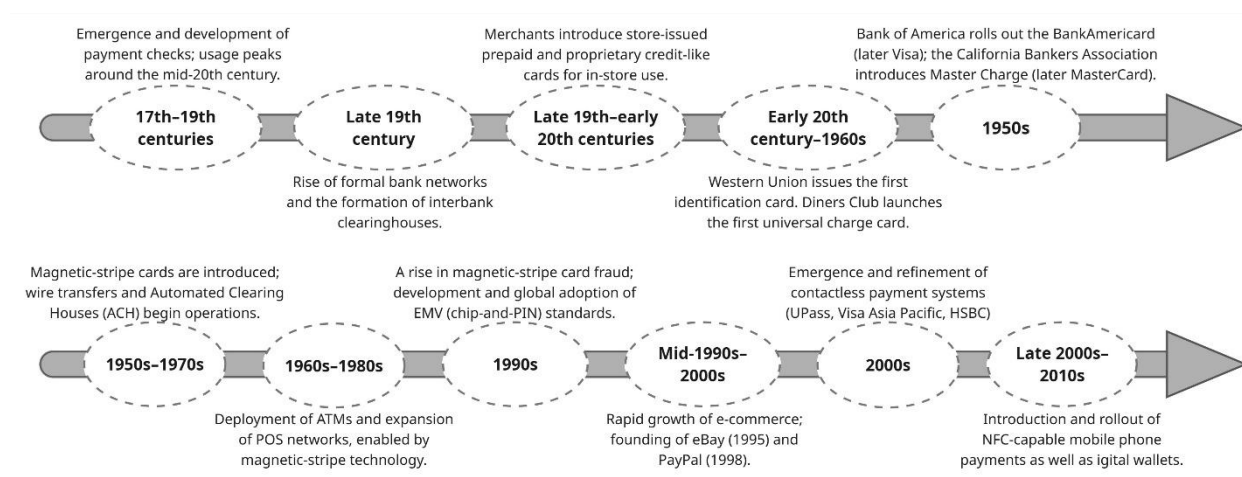 Emergence and development of
payment checks; usage peaks
around the mid-20th century.
17th–19th
centuries
Late 19th
century
Rise of formal bank networks
and the formation of interbank
clearinghouses.
Merchants introduce store-issued
prepaid and proprietary credit-like
cards for in-store use.
Late 19th–early
20th centuries
Early 20th
century–1960s
Western Union issues the first
identification card. Diners Club launches
the first universal charge card.
Bank of America rolls out the BankAmericard
(later Visa); the California Bankers Association
introduces Master Charge (later MasterCard).
1950s
Magnetic-stripe cards are introduced;
wire transfers and Automated Clearing
Houses (ACH) begin operations.
1950s–1970s
1960s–1980s
Deployment of ATMs and expansion
of POS networks, enabled by
magnetic-stripe technology.
A rise in magnetic-stripe card fraud;
development and global adoption of
EMV (chip-and-PIN) standards.
1990s
Mid-1990s–
2000s
Rapid growth of e-commerce;
founding of eBay (1995) and
PayPal (1998).
Emergence and refinement of
contactless payment systems
(UPass, Visa Asia Pacific, HSBC)
2000s
Late 2000s–
2010s
Introduction and rollout of
NFC-capable mobile phone
payments as well as igital wallets.